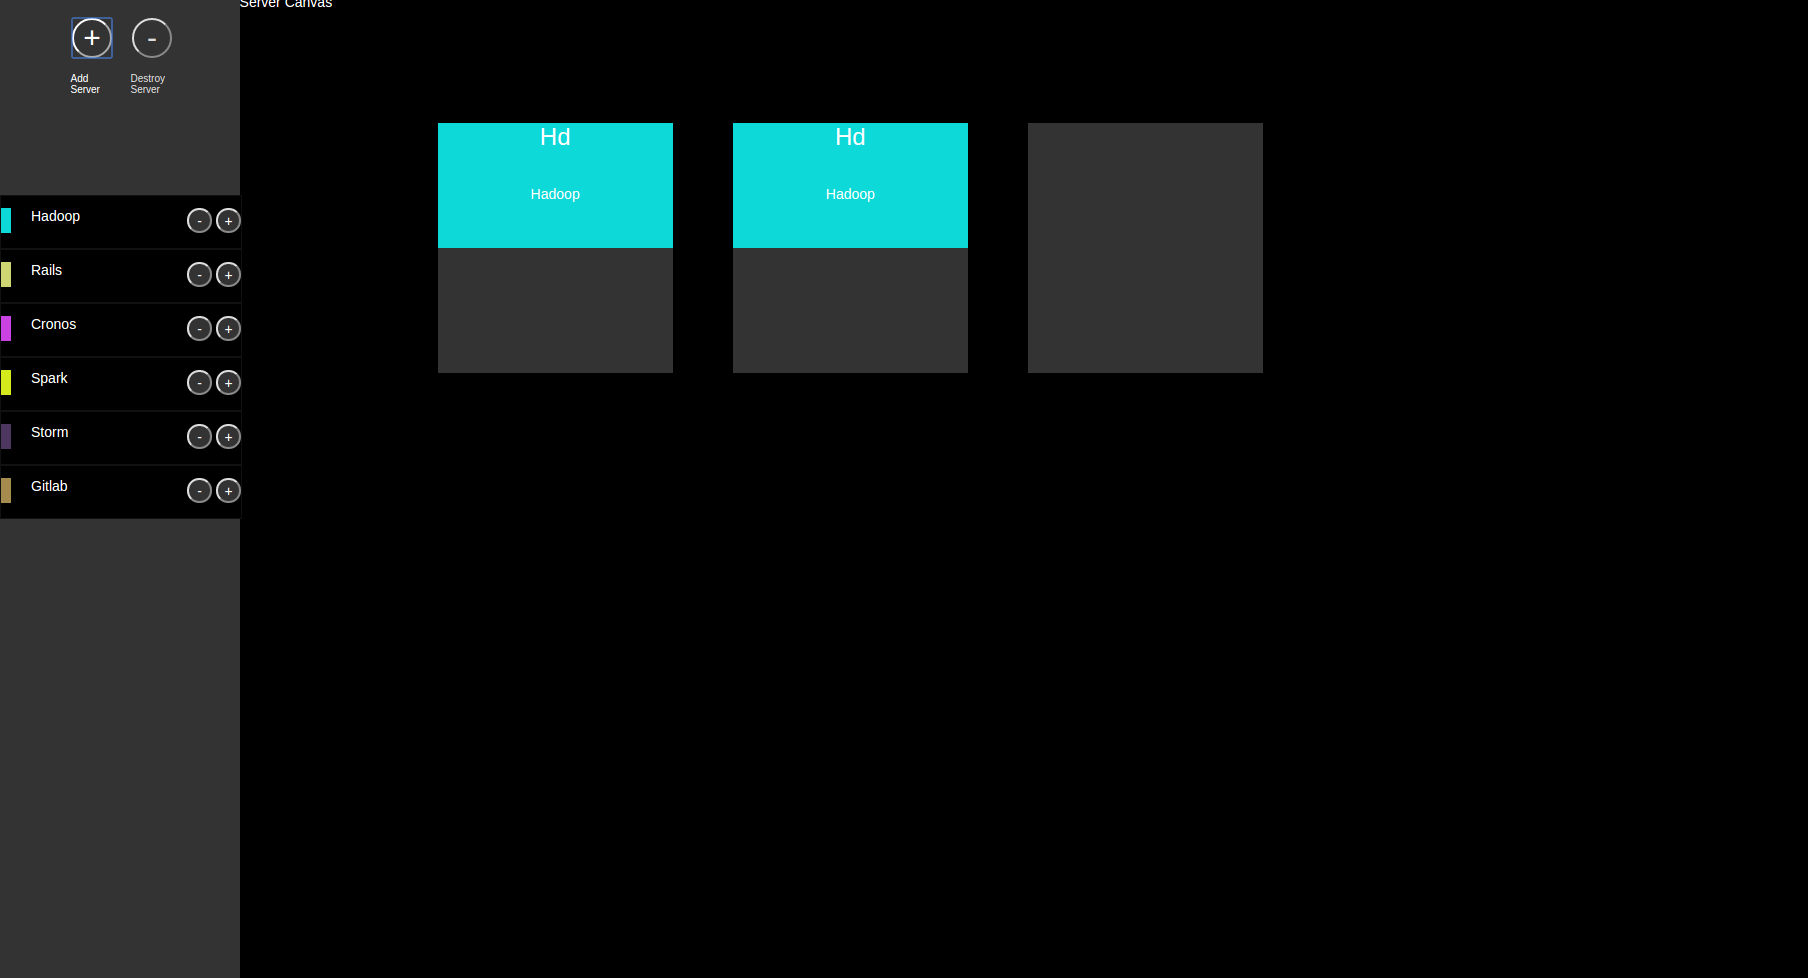 Server Canvas
+ -
Add
Server
Destroy
Server
Hadoop - +
Rails - +
Cronos - +
Spark - +
Storm - +
Gitlab - +
Hd
Hadoop
Hd
Hadoop